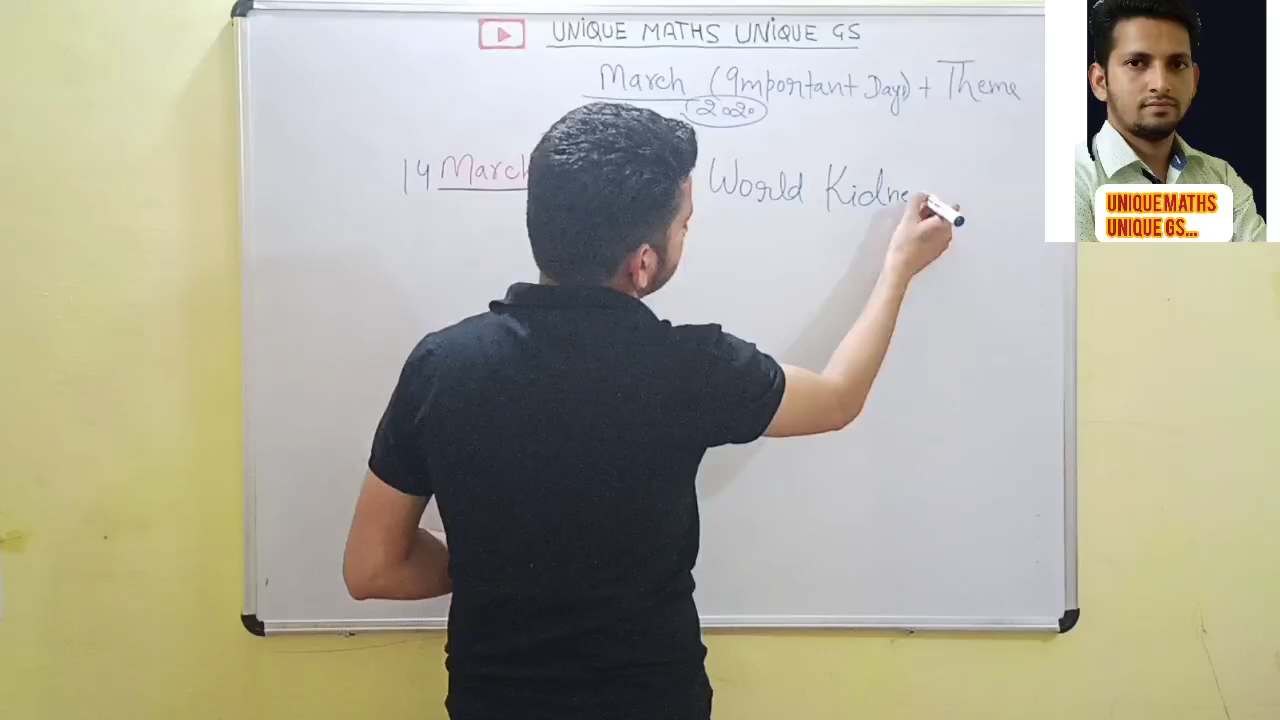 UNIQUE MATHS UNIQUE GS
March (Important Days) + Theme
2020
14 March World Kidne
UNIQUE MATHS
UNIQUE GS...